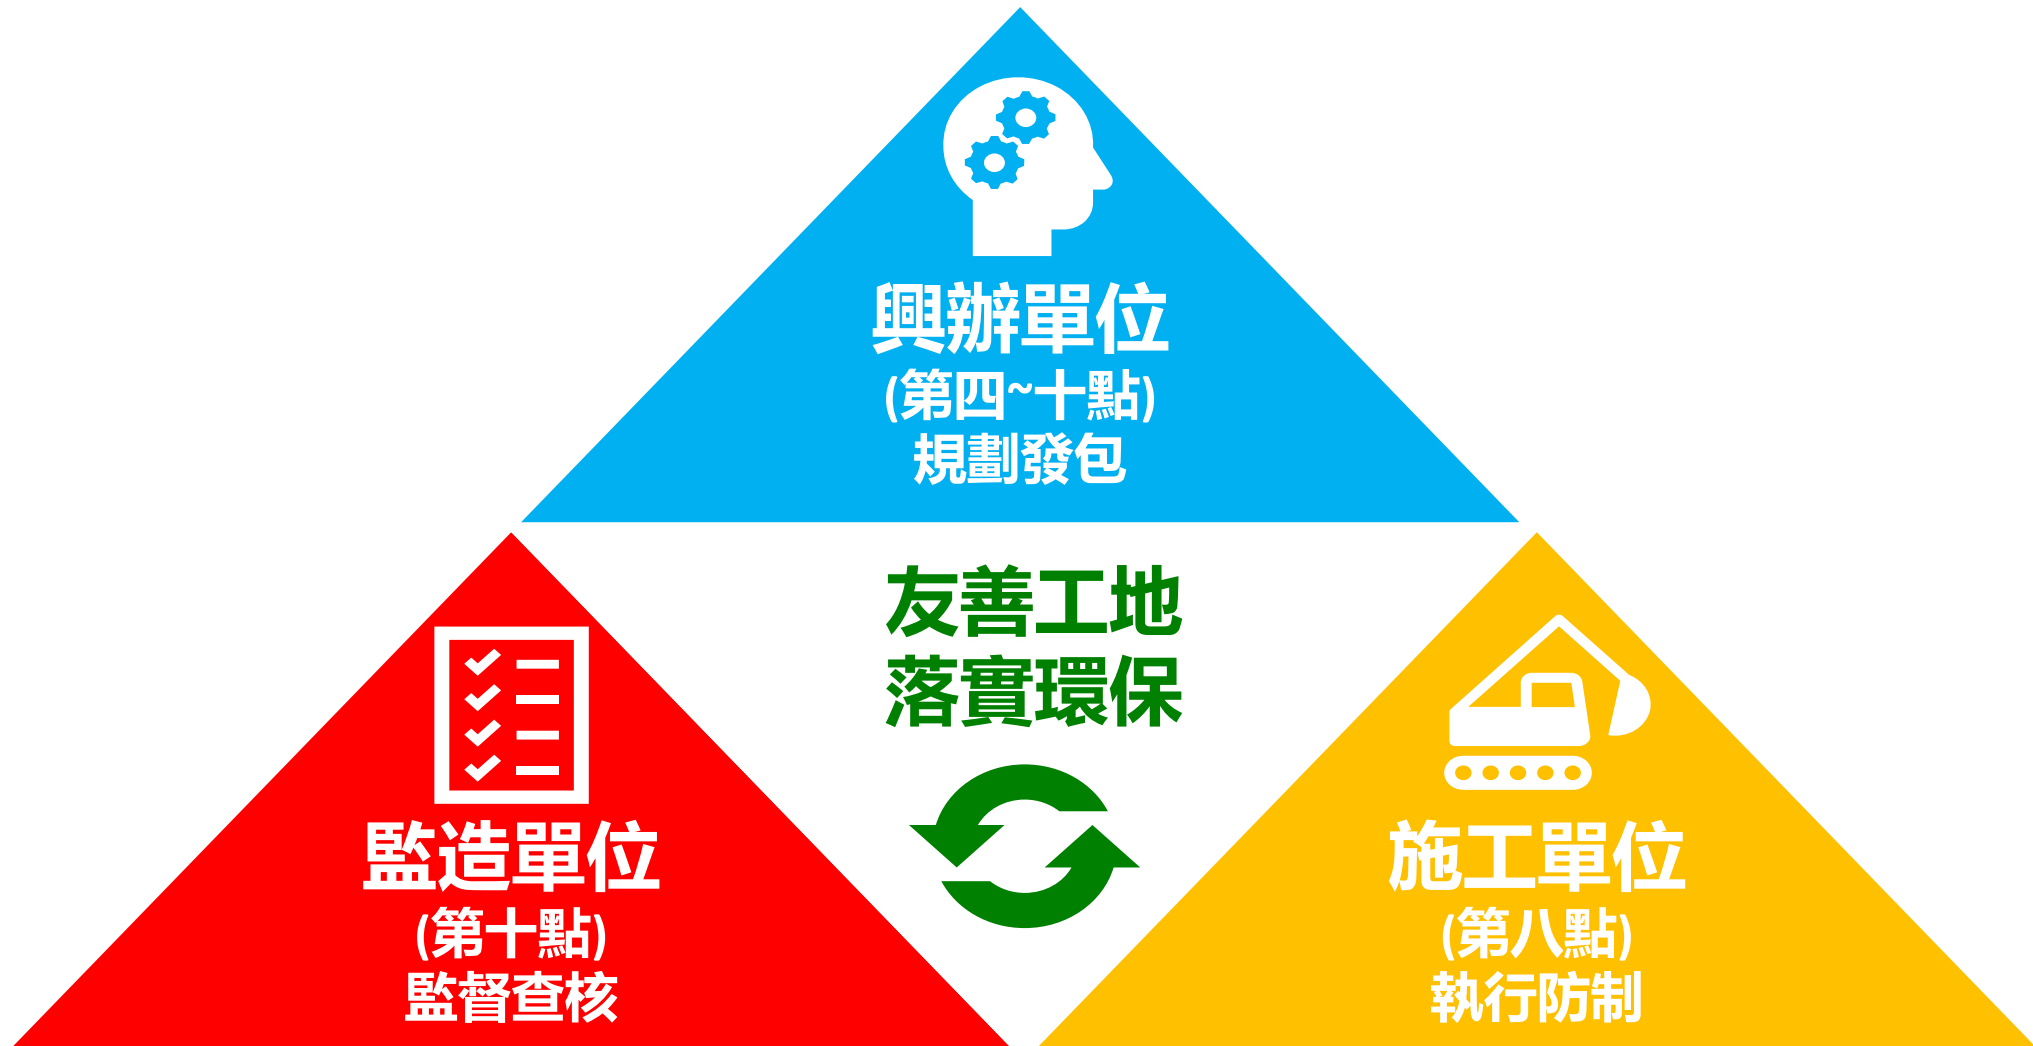 興辦單位
(第四~十點)
規劃發包
友善工地
落實環保
監造單位
(第十點)
監督查核
施工單位
(第八點)
執行防制